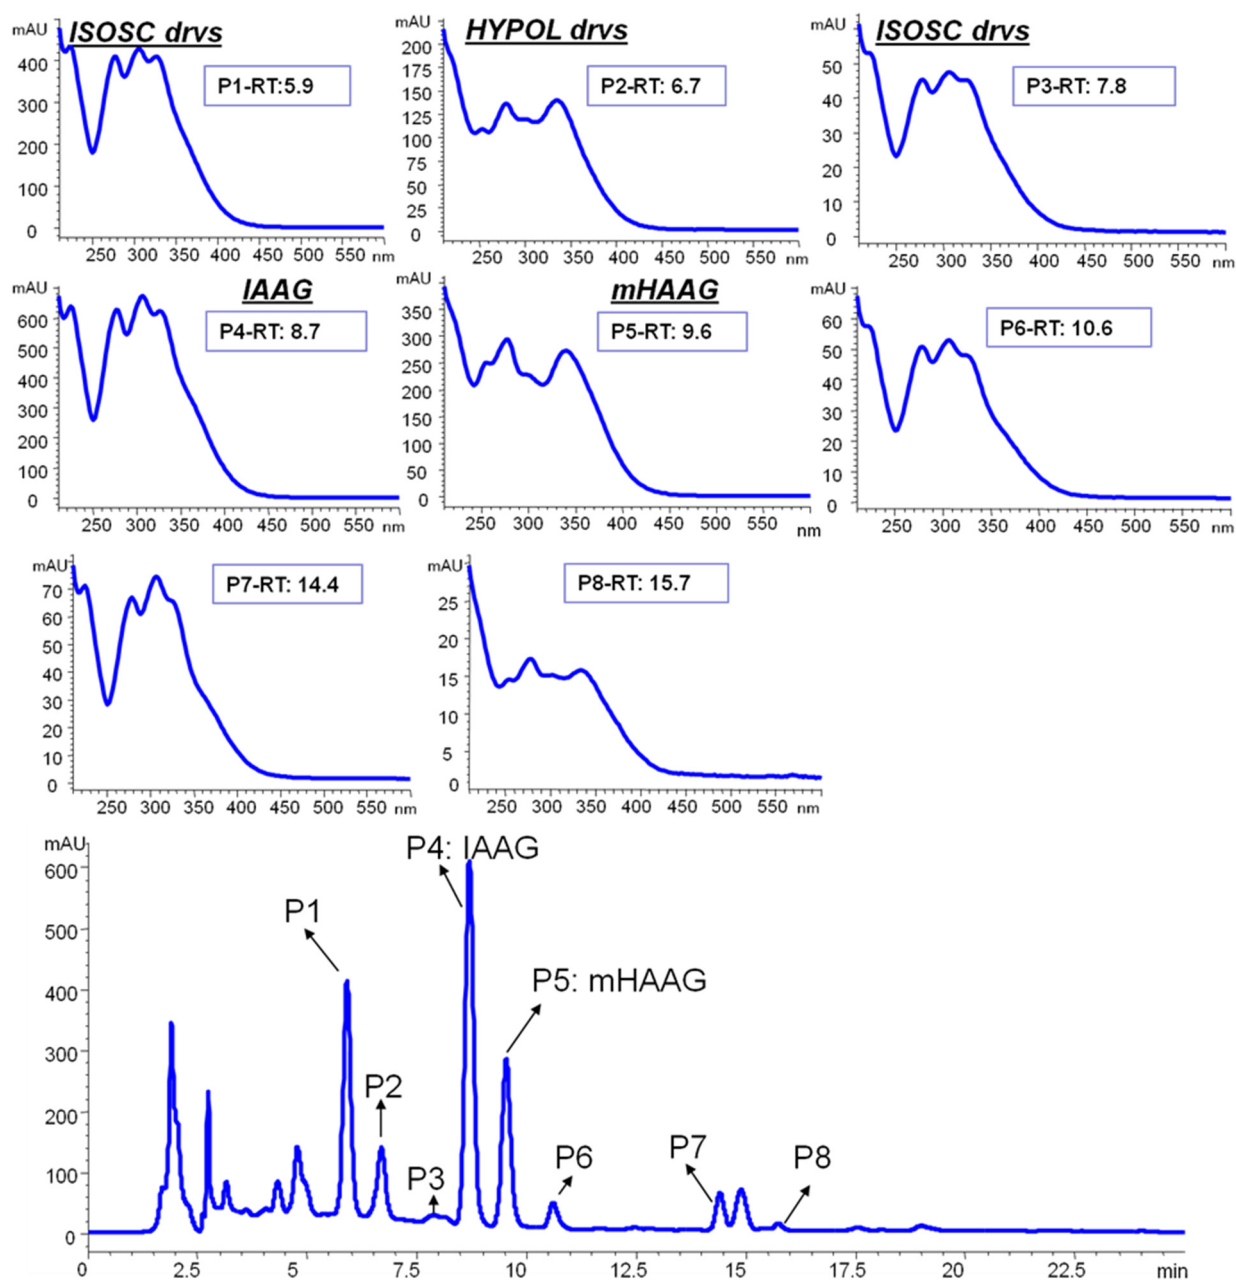 ISOSC drvs
mAU
P1-RT:5.9
400
300
200
100
0
250 300 350 400 450 500 550 nm
HYPOL drvs
mAU
P2-RT: 6.7
200
175
150
125
100
75
50
25
0
250 300 350 400 450 500 550 nm
ISOSC drvs
mAU
P3-RT: 7.8
50
40
30
20
10
0
250 300 350 400 450 500 550 nm
IAAG
mAU
P4-RT: 8.7
600
500
400
300
200
100
0
250 300 350 400 450 500 550 nm
mHAAG
mAU
P5-RT: 9.6
350
300
250
200
150
100
50
0
250 300 350 400 450 500 550 nm
mAU
P6-RT: 10.6
60
50
40
30
20
10
0
250 300 350 400 450 500 550 nm
mAU
P7-RT: 14.4
70
60
50
40
30
20
10
0
250 300 350 400 450 500 550 nm
mAU
P8-RT: 15.7
25
20
15
10
5
0
250 300 350 400 450 500 550 nm
mAU
P4: IAAG
600
P1
500
P5: mHAAG
400
300
P2
200
P3
P6
P7
P8
100
0
0 2.5 5 7.5 10 12.5 15 17.5 20 22.5 min